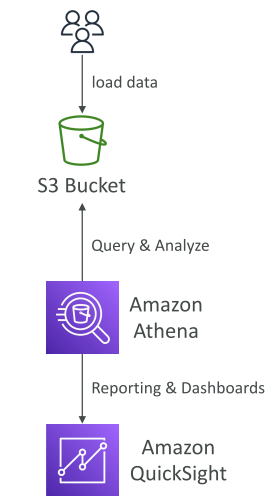 load data
S3 Bucket
Query & Analyze
Amazon
Athena
Reporting & Dashboards
Amazon
QuickSight